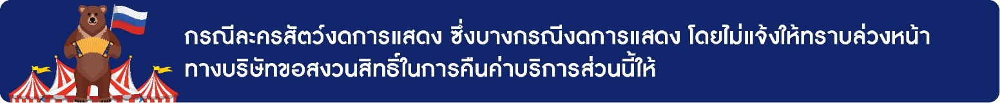 กรณีละครสัตว์งดการแสดง ซึ่งบางกรณีงดการแสดง โดยไม่แจ้งให้ทราบล่วงหน้า
ทางบริษัทขอสงวนสิทธิ์ในการคืนค่าบริการส่วนนี้ให้